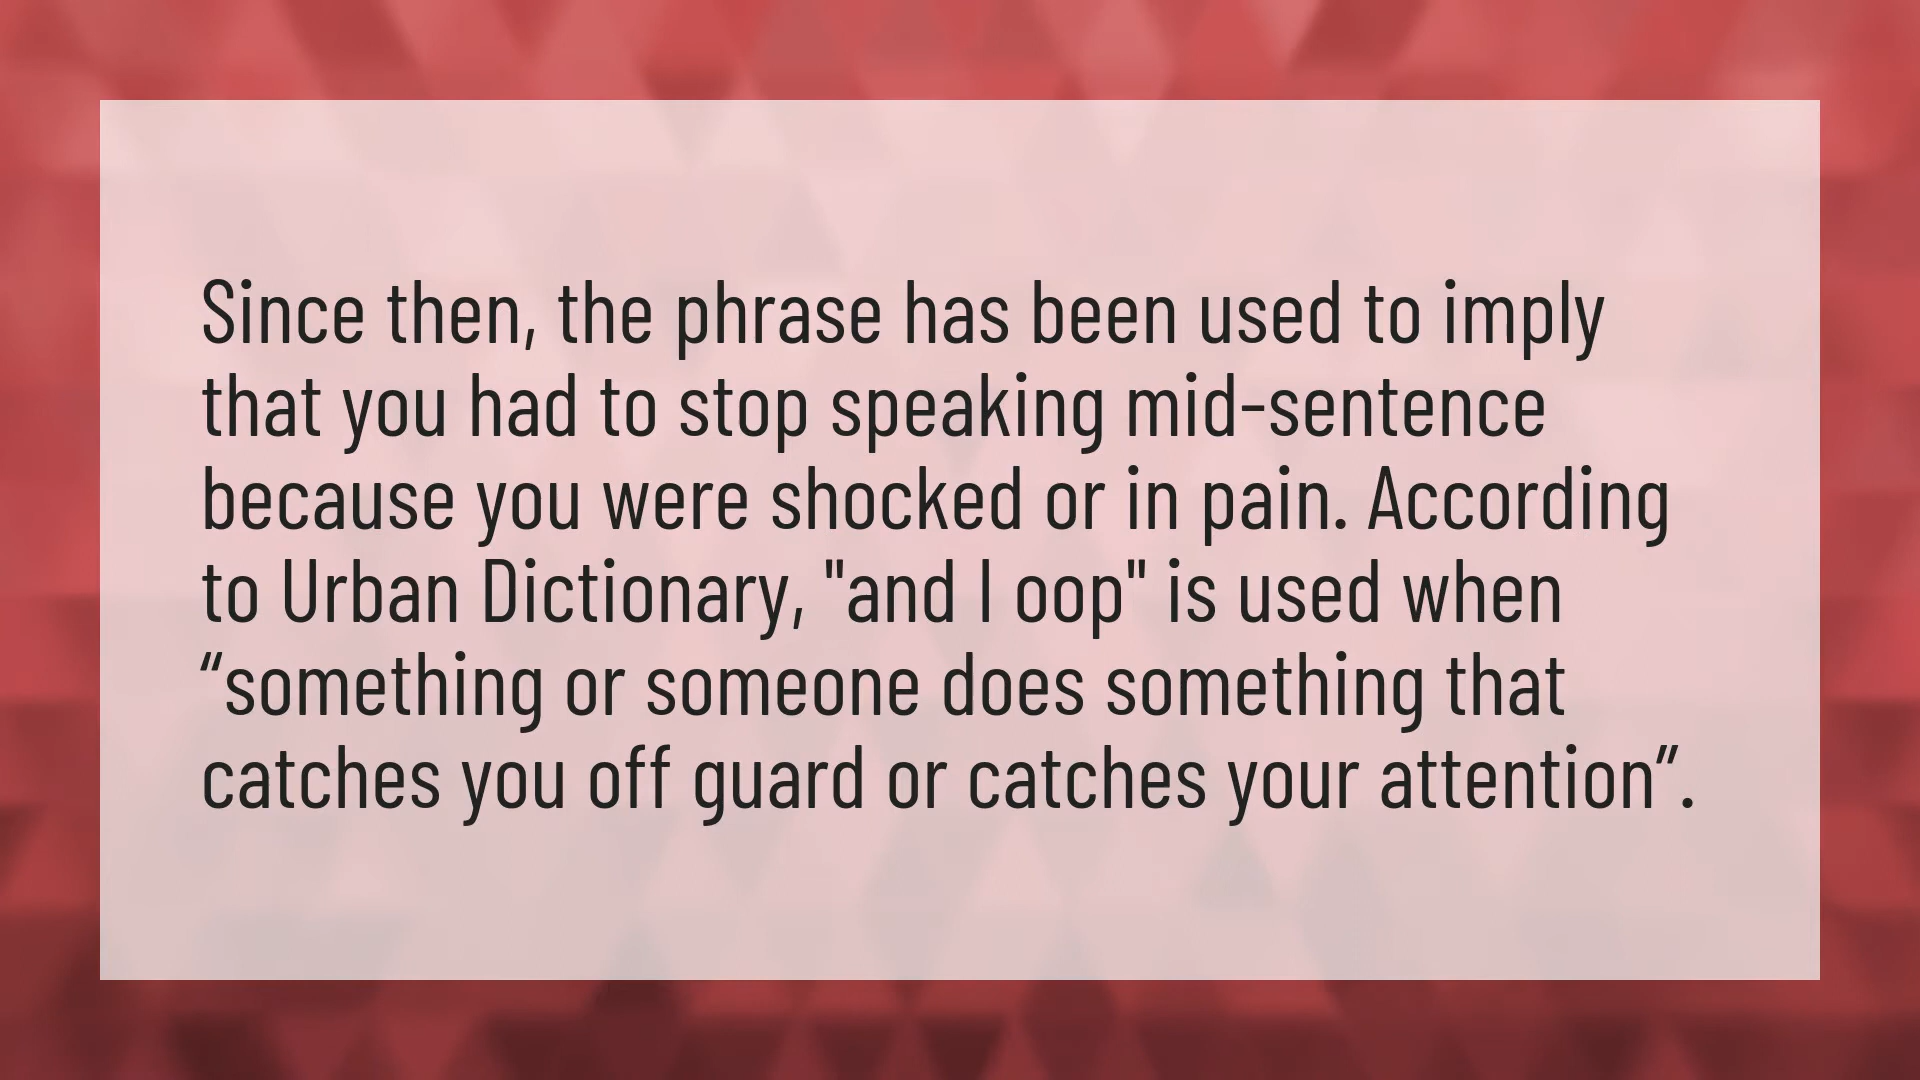 Since then, the phrase has been used to imply
that you had to stop speaking mid-sentence
because you were shocked or in pain. According
to Urban Dictionary, "and I oop" is used when
“something or someone does something that
catches you off guard or catches your attention”.